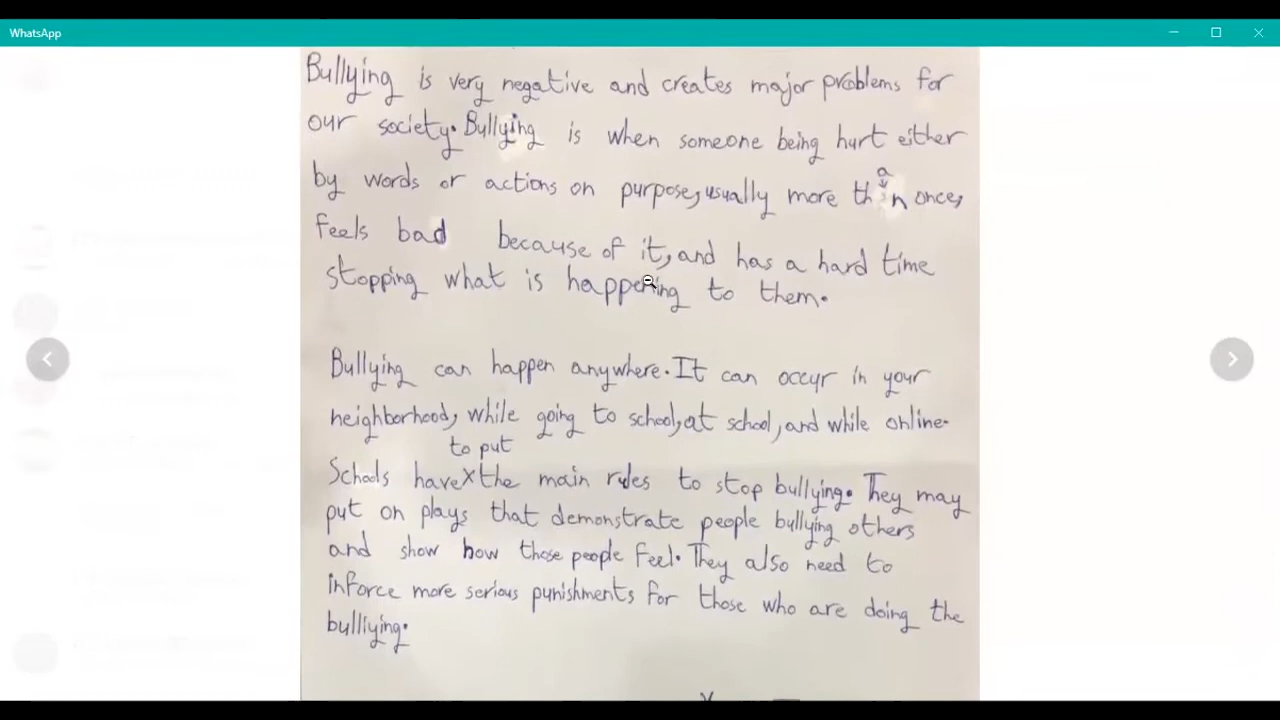 WhatsApp
Bullying is very negative and creates major problems for
our society. Bullying is when someone being hurt either
by words or actions on purpose, usually more than once,
feels bad because of it, and has a hard time
stopping what is happening to them.
Bullying can happen anywhere. It can occur in your
neighborhood, while going to school, at school, and while online.
to put
Schools have x the main rules to stop bullying. They may
put on plays that demonstrate people bullying others
and show how those people feel. They also need to
inforce more serious punishments for those who are doing the
bulliying.